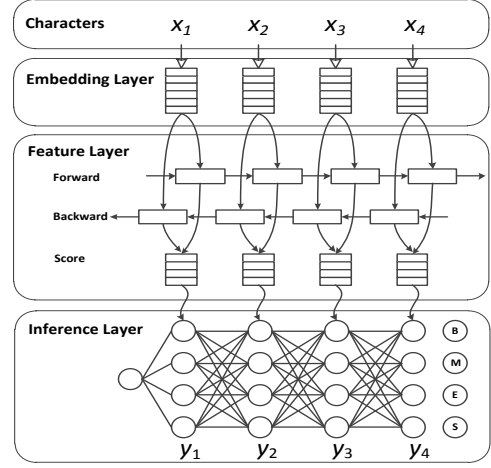 Characters x1 x2 x3 x4
Embedding Layer
Feature Layer
Forward
Backward
Score
Inference Layer
B
M
E
S
y1 y2 y3 y4